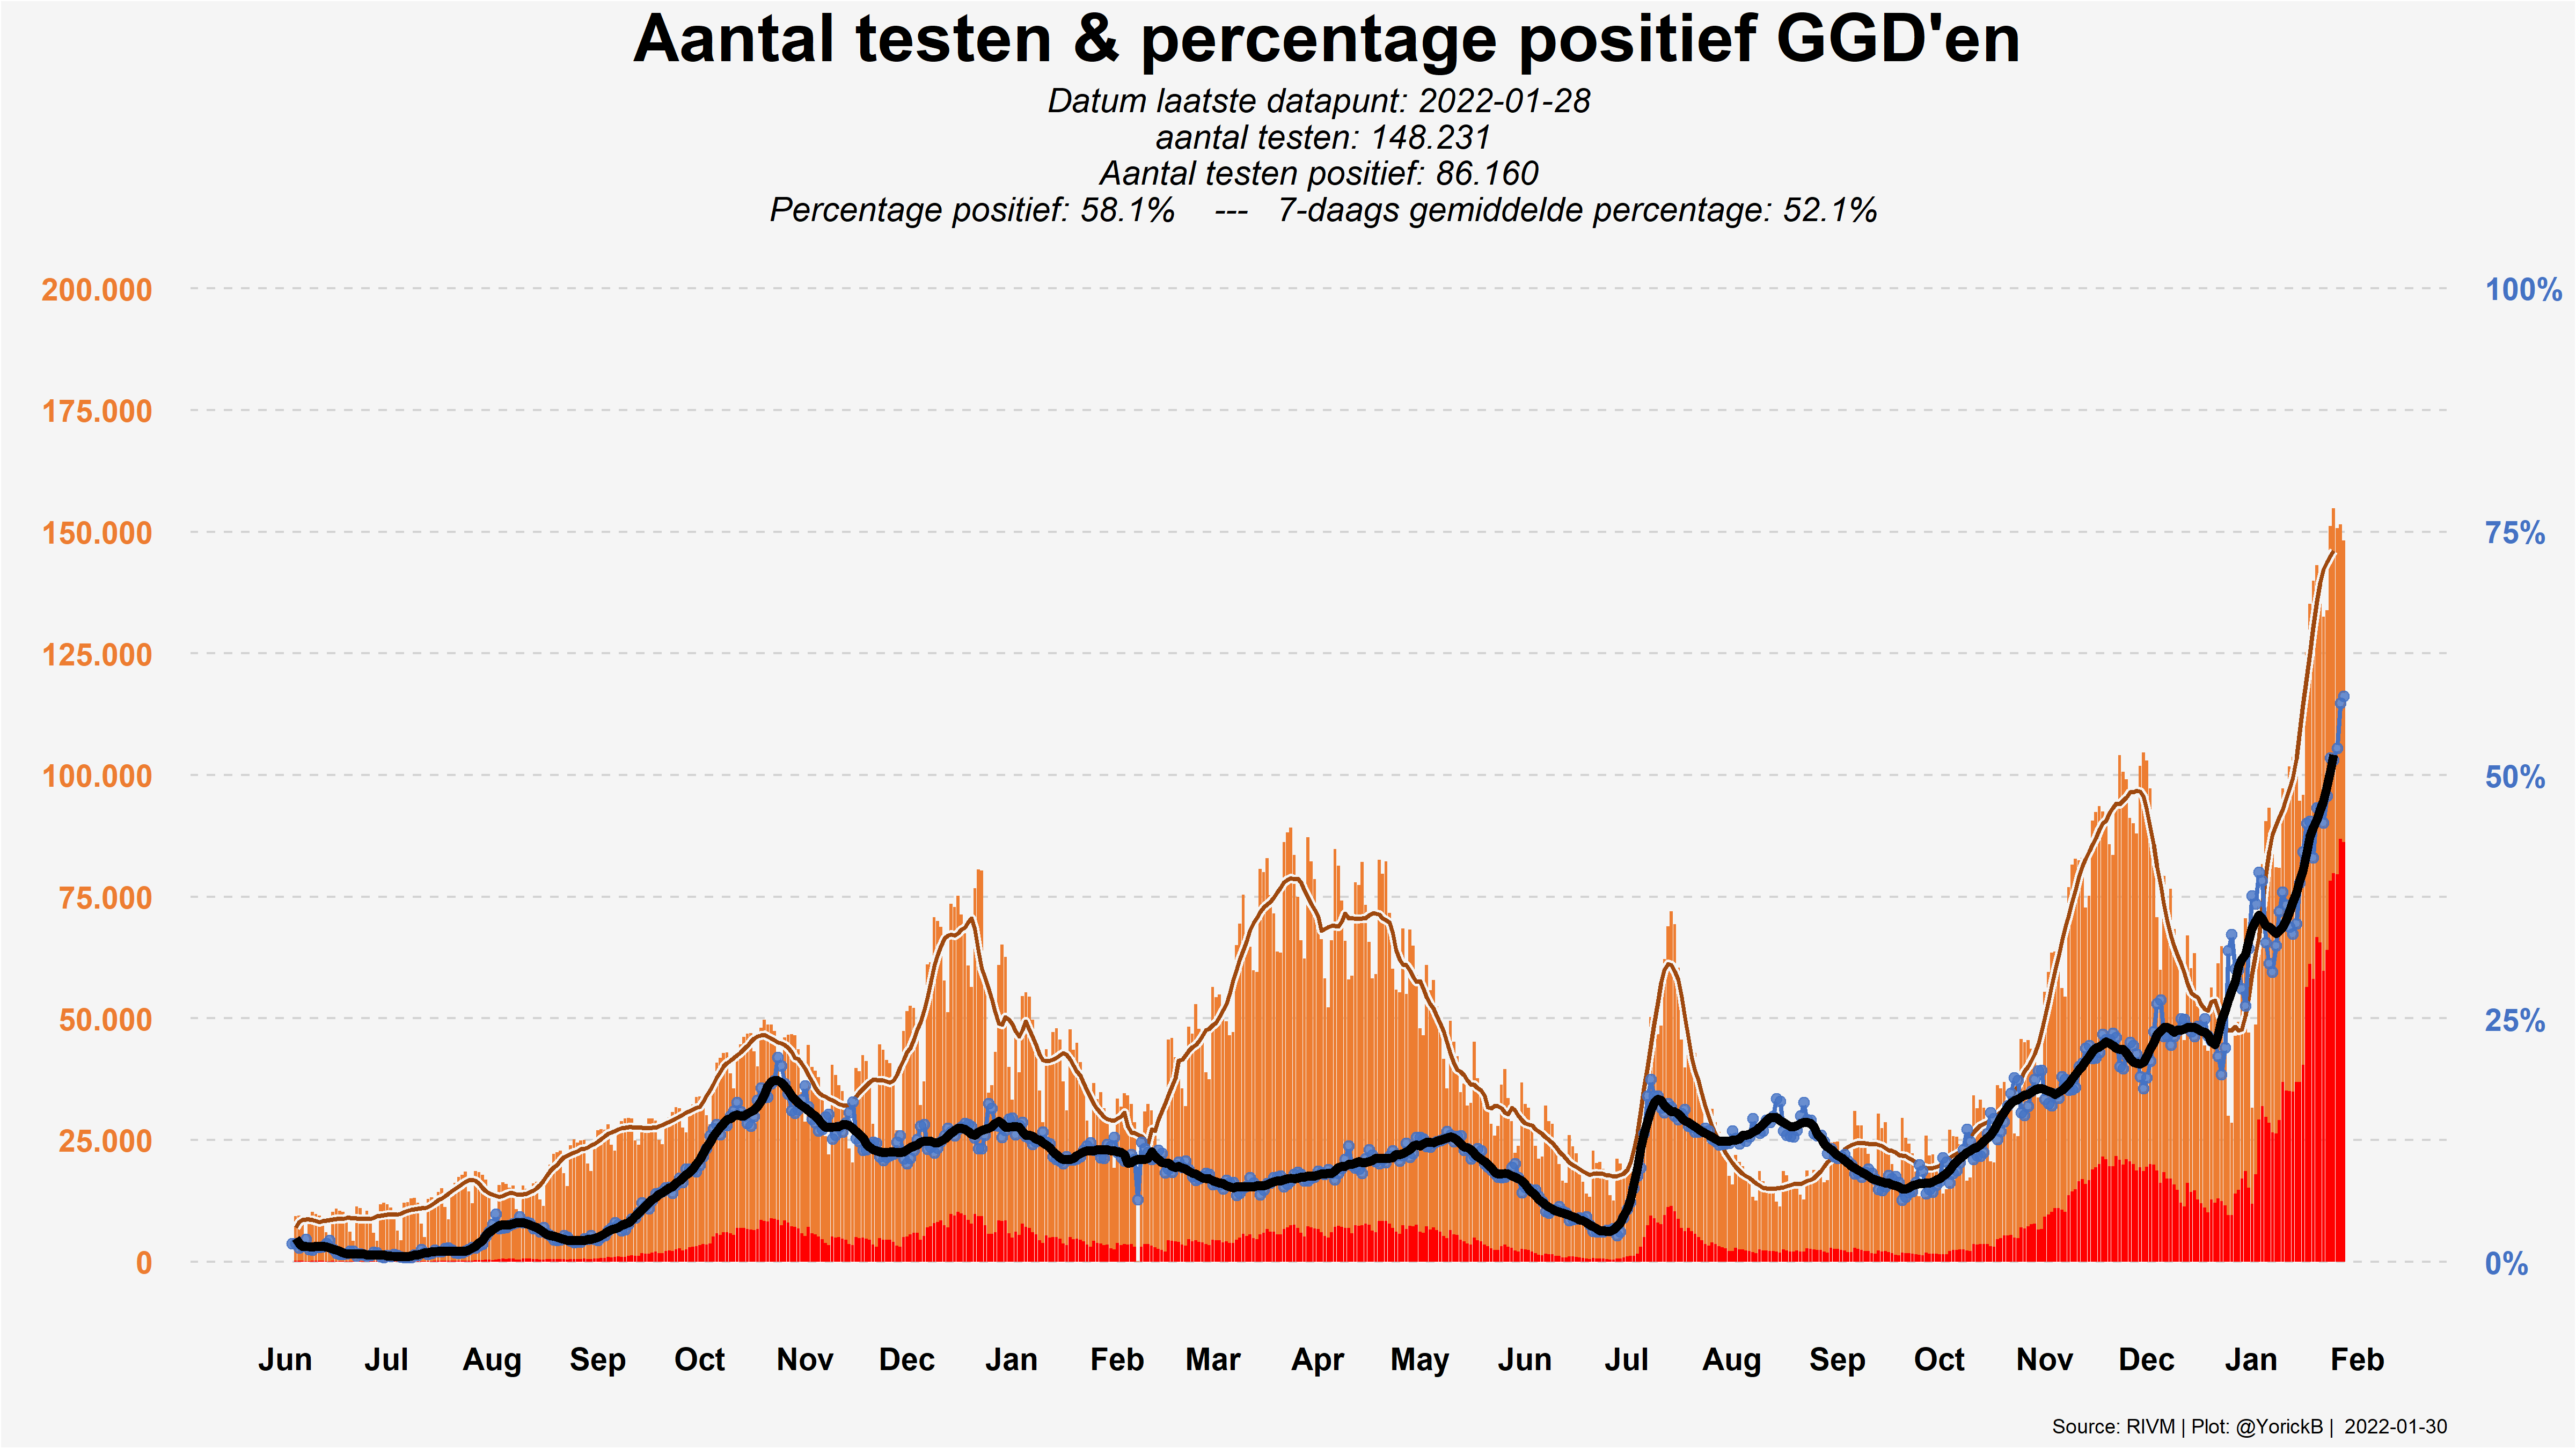 Aantal testen & percentage positief GGD'en
Datum laatste datapunt: 2022-01-28
aantal testen: 148.231
Aantal testen positief: 86.160
Percentage positief: 58.1% --- 7-daags gemiddelde percentage: 52.1%
200.000 100%
175.000
150.000 75%
125.000
100.000 50%
75.000
50.000 25%
25.000
0 0%
Jun Jul Aug Sep Oct Nov Dec Jan Feb Mar Apr May Jun Jul Aug Sep Oct Nov Dec Jan Feb
Source: RIVM | Plot: @YorickB | 2022-01-30